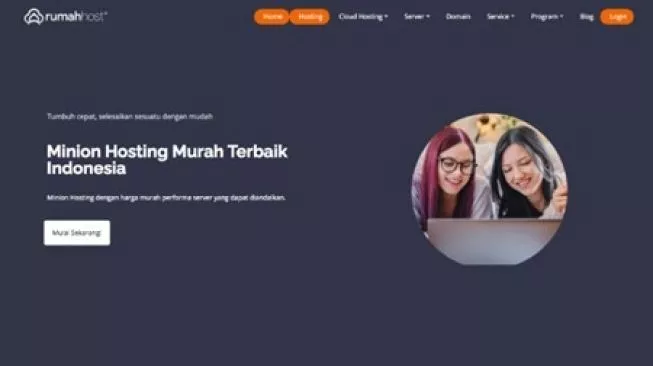 rumahhost
Home Hosting Cloud Hosting Server Domain Service Program Blog Login
Tumbuh cepat, selesaikan sesuatu dengan mudah
Minion Hosting Murah Terbaik
Indonesia
Minion Hosting dengan harga murah performa server yang dapat diandalkan.
Mulai Sekarang!